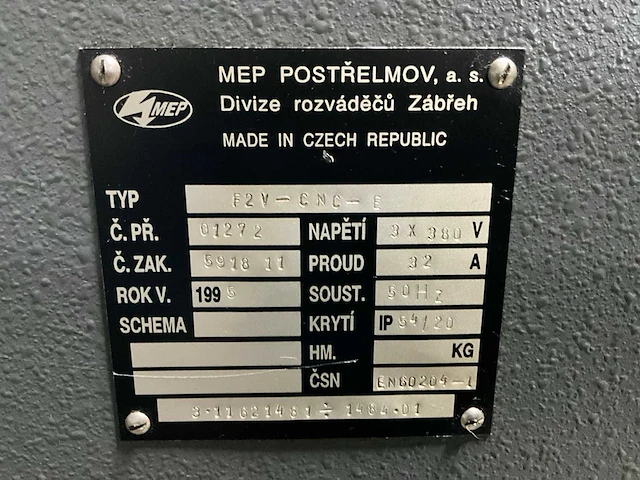 MEP
MEP POSTŘELMOV, a. s.
Divize rozváděčů Zábřeh
MADE IN CZECH REPUBLIC
TYP F2V-CNC-E
Č. PŘ. 01272 NAPĚTÍ 3X380 V
Č. ZAK. 5918 11 PROUD 32 A
ROK V. 1995 SOUST. 50Hz
SCHEMA KRYTÍ IP 54/20
HM. KG
ČSN EN60204-1
3-11621481÷1484.01